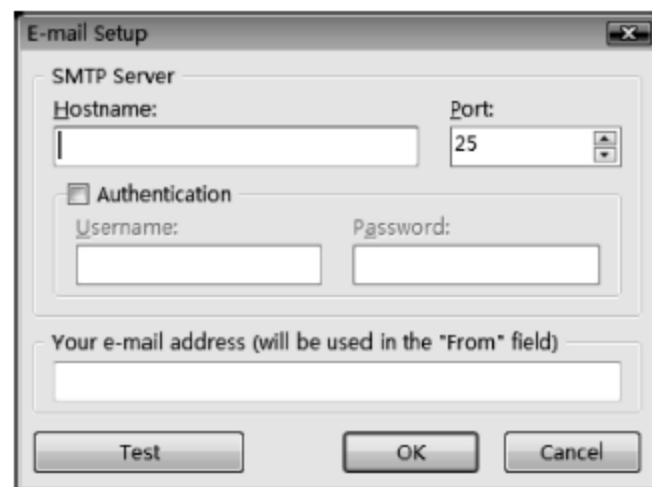 E-mail Setup
SMTP Server
Hostname: Port:
25
Authentication
Username: Password:
Your e-mail address (will be used in the "From" field)
Test OK Cancel